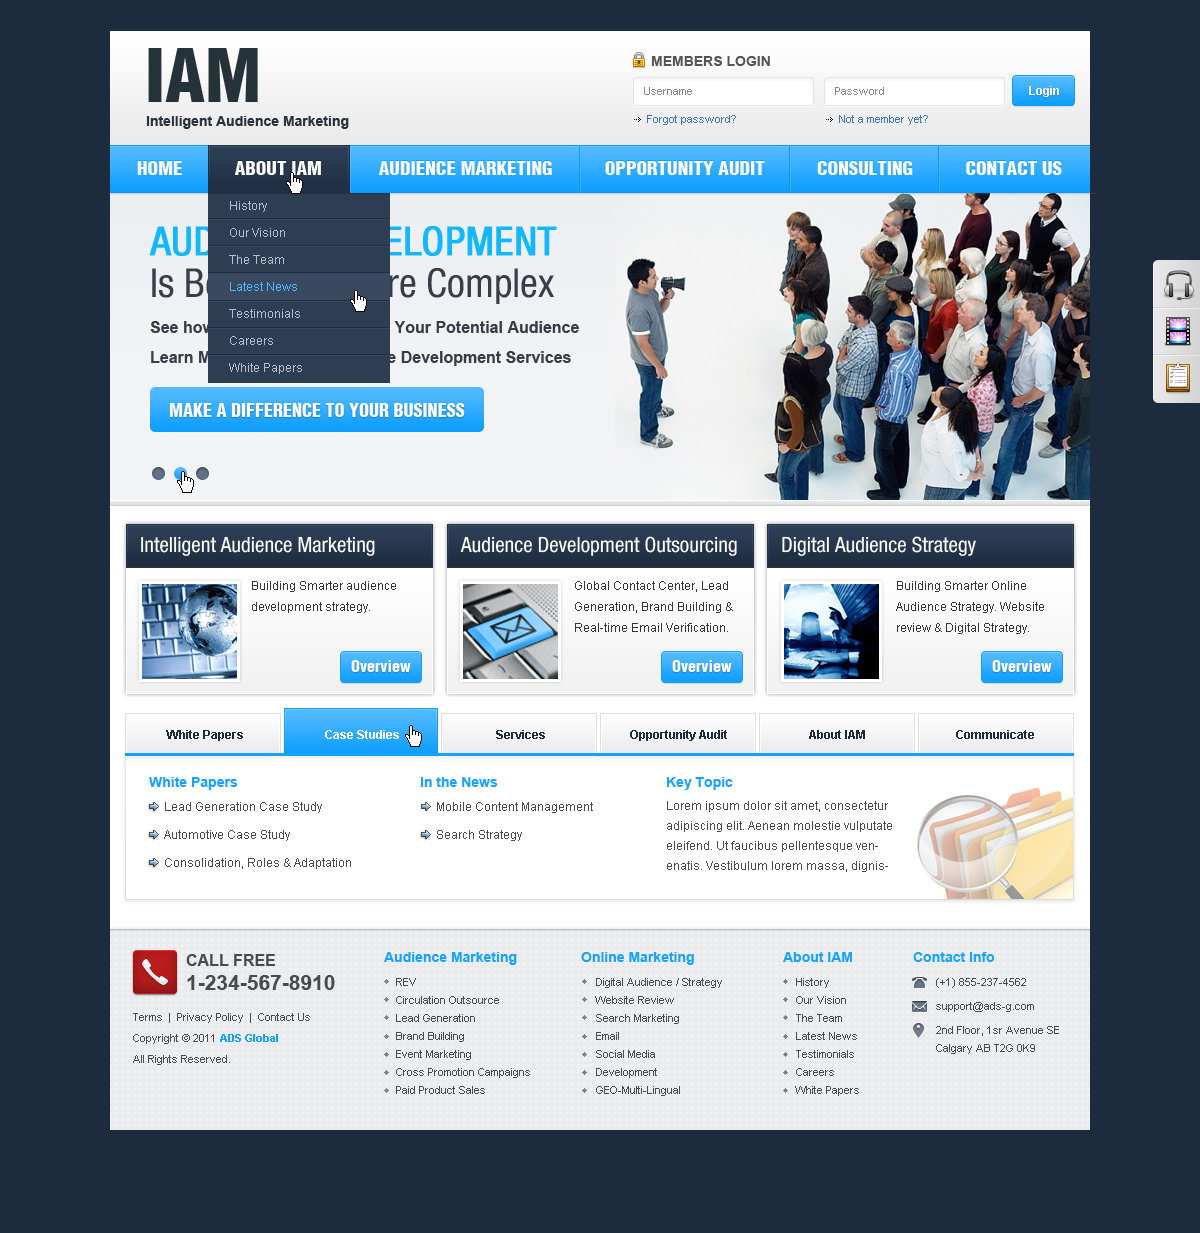 IAM
Intelligent Audience Marketing
MEMBERS LOGIN
Username
Password
Login
Forgot password?
Not a member yet?
HOME
ABOUT IAM
AUDIENCE MARKETING
OPPORTUNITY AUDIT
CONSULTING
CONTACT US
History
Our Vision
The Team
Latest News
Testimonials
Careers
White Papers
AUD ELOPMENT
Is Be re Complex
See how Your Potential Audience
Learn M e Development Services
MAKE A DIFFERENCE TO YOUR BUSINESS
Intelligent Audience Marketing
Building Smarter audience
development strategy.
Overview
Audience Development Outsourcing
Global Contact Center, Lead
Generation, Brand Building &
Real-time Email Verification.
Overview
Digital Audience Strategy
Building Smarter Online
Audience Strategy. Website
review & Digital Strategy.
Overview
White Papers
Case Studies
Services
Opportunity Audit
About IAM
Communicate
White Papers
Lead Generation Case Study
Automotive Case Study
Consolidation, Roles & Adaptation
In the News
Mobile Content Management
Search Strategy
Key Topic
Lorem ipsum dolor sit amet, consectetur
adipiscing elit. Aenean molestie vulputate
eleifend. Ut faucibus pellentesque ven-
enatis. Vestibulum lorem massa, dignis-
CALL FREE
1-234-567-8910
Terms | Privacy Policy | Contact Us
Copyright © 2011 ADS Global
All Rights Reserved.
Audience Marketing
REV
Circulation Outsource
Lead Generation
Brand Building
Event Marketing
Cross Promotion Campaigns
Paid Product Sales
Online Marketing
Digital Audience / Strategy
Website Review
Search Marketing
Email
Social Media
Development
GEO-Multi-Lingual
About IAM
History
Our Vision
The Team
Latest News
Testimonials
Careers
White Papers
Contact Info
(+1) 855-237-4562
support@ads-g.com
2nd Floor, 1sr Avenue SE
Calgary AB T2G 0K9